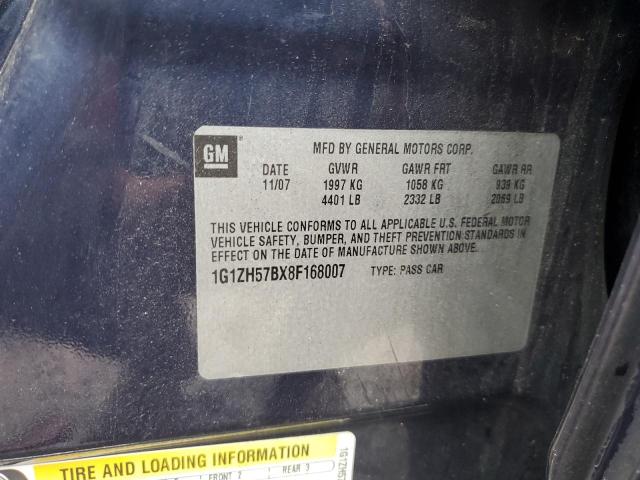 GM
MFD BY GENERAL MOTORS CORP.
DATE GVWR GAWR FRT GAWR RR
11/07 1997 KG 1058 KG 939 KG
4401 LB 2332 LB 2069 LB
THIS VEHICLE CONFORMS TO ALL APPLICABLE U.S. FEDERAL MOTOR
VEHICLE SAFETY, BUMPER, AND THEFT PREVENTION STANDARDS IN
EFFECT ON THE DATE OF MANUFACTURE SHOWN ABOVE.
1G1ZH57BX8F168007 TYPE: PASS CAR
TIRE AND LOADING INFORMATION
FRONT 2 REAR 3
1G1ZH57